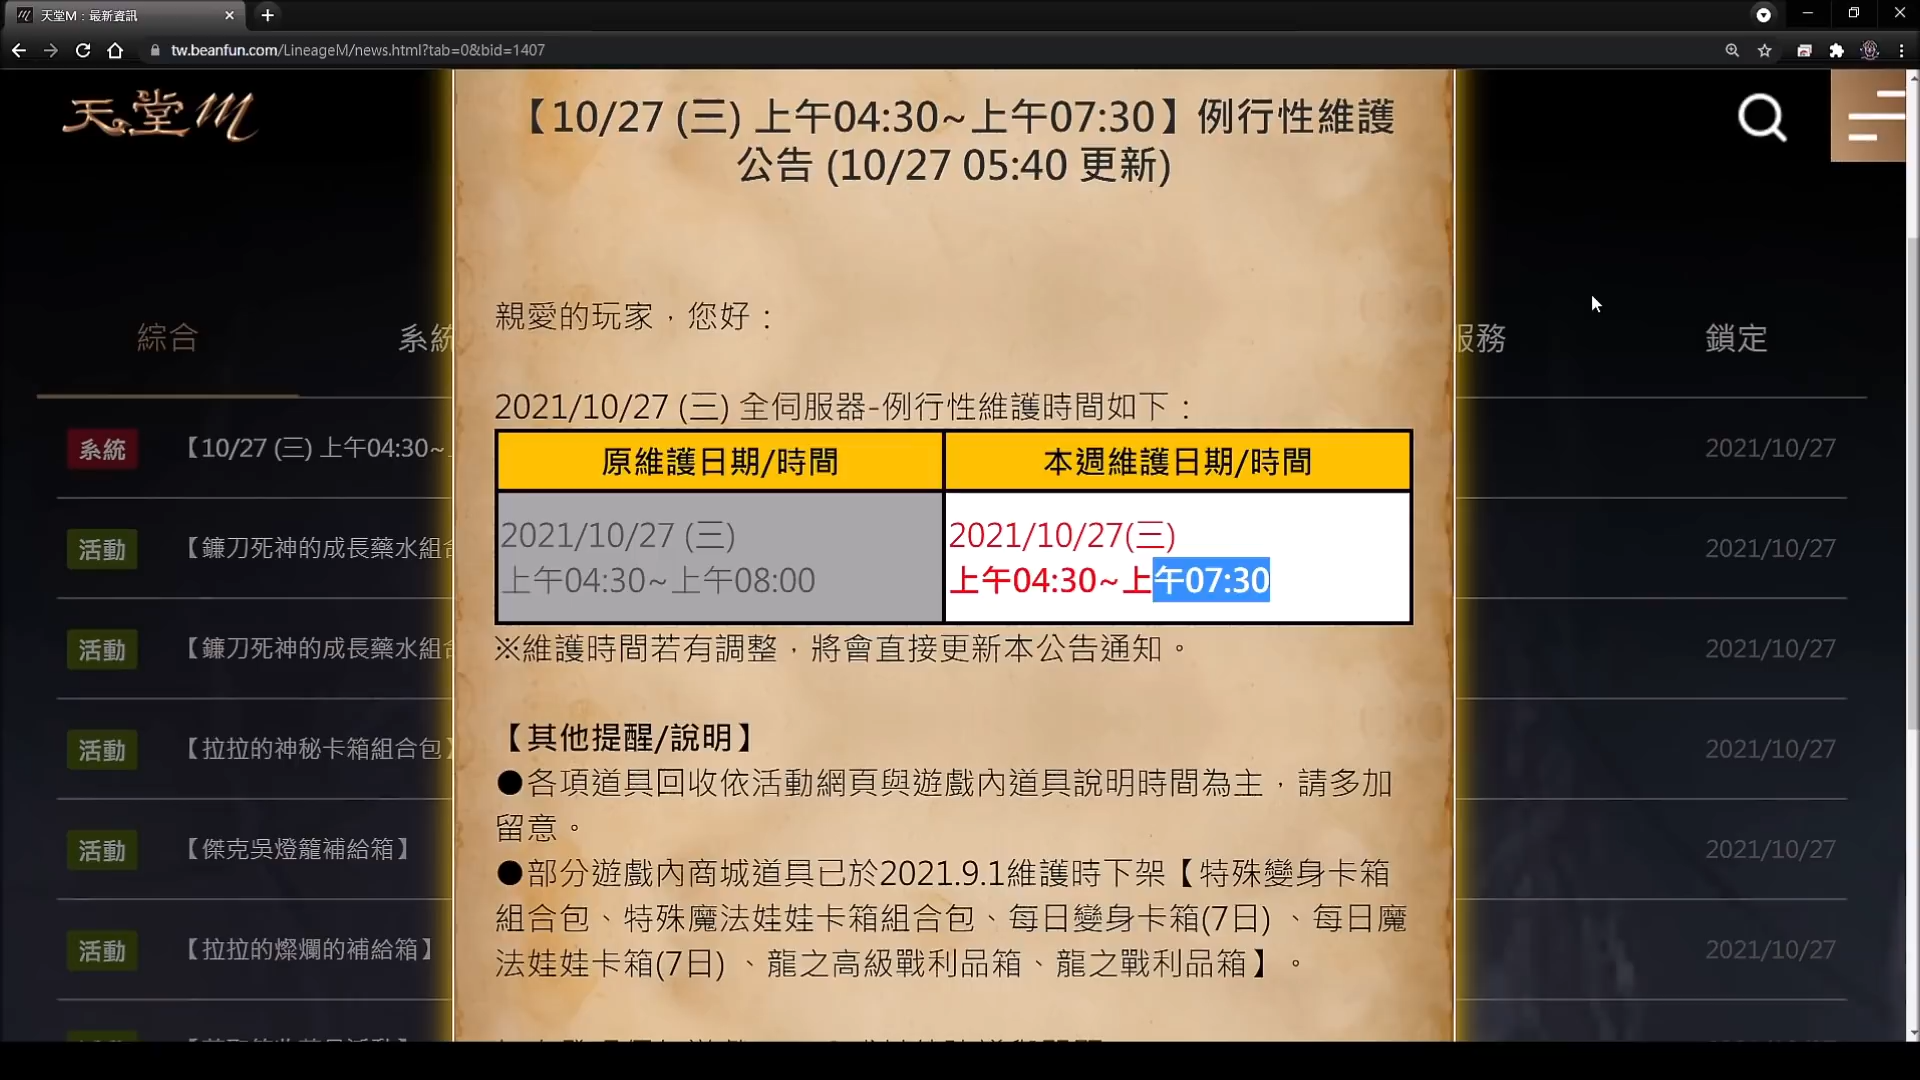 天堂M：最新資訊
tw.beanfun.com/LineageM/news.html?tab=0&bid=1407
天堂M
【10/27 (三) 上午04:30~上午07:30】例行性維護
公告 (10/27 05:40 更新)
親愛的玩家，您好：
綜合
系統
服務
鎖定
2021/10/27 (三) 全伺服器-例行性維護時間如下：
原維護日期/時間
本週維護日期/時間
2021/10/27 (三)
上午04:30~上午08:00
2021/10/27(三)
上午04:30~上午07:30
※維護時間若有調整，將會直接更新本公告通知。
【其他提醒/說明】
●各項道具回收依活動網頁與遊戲內道具說明時間為主，請多加
留意。
●部分遊戲內商城道具已於2021.9.1維護時下架【特殊變身卡箱
組合包、特殊魔法娃娃卡箱組合包、每日變身卡箱(7日) 、每日魔
法娃娃卡箱(7日) 、龍之高級戰利品箱、龍之戰利品箱】 。
系統
【10/27 (三) 上午04:30~
2021/10/27
活動
【鐮刀死神的成長藥水組合
2021/10/27
活動
【鐮刀死神的成長藥水組合
2021/10/27
活動
【拉拉的神秘卡箱組合包】
2021/10/27
活動
【傑克吳燈籠補給箱】
2021/10/27
活動
【拉拉的燦爛的補給箱】
2021/10/27